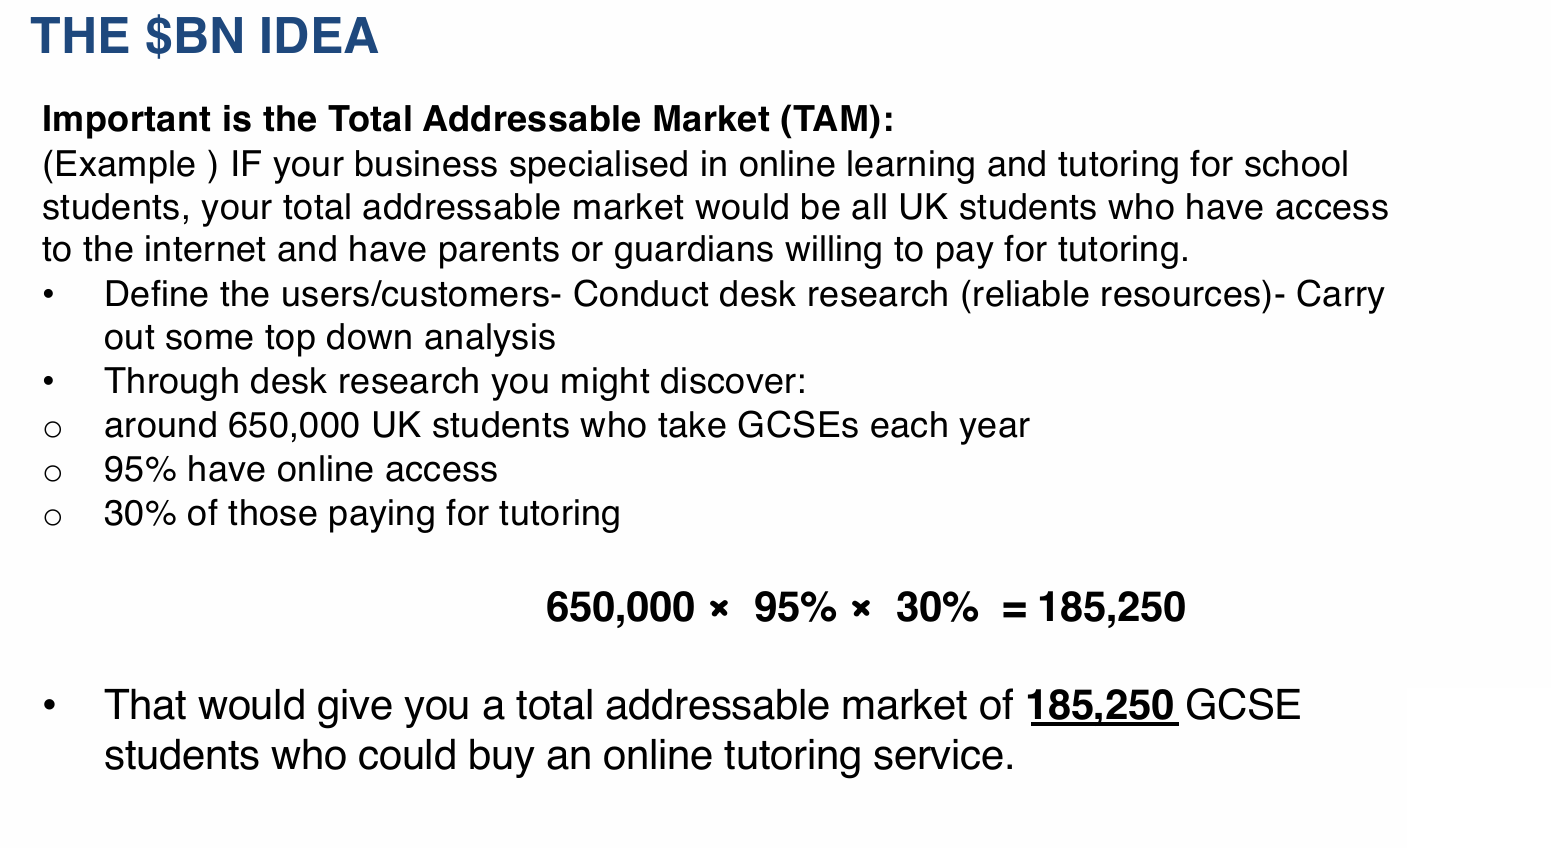 THE $BN IDEA
Important is the Total Addressable Market (TAM):
(Example ) IF your business specialised in online learning and tutoring for school
students, your total addressable market would be all UK students who have access
to the internet and have parents or guardians willing to pay for tutoring.
• Define the users/customers- Conduct desk research (reliable resources)- Carry
out some top down analysis
• Through desk research you might discover:
○ around 650,000 UK students who take GCSEs each year
○ 95% have online access
○ 30% of those paying for tutoring
650,000 × 95% × 30% = 185,250
• That would give you a total addressable market of 185,250 GCSE
students who could buy an online tutoring service.